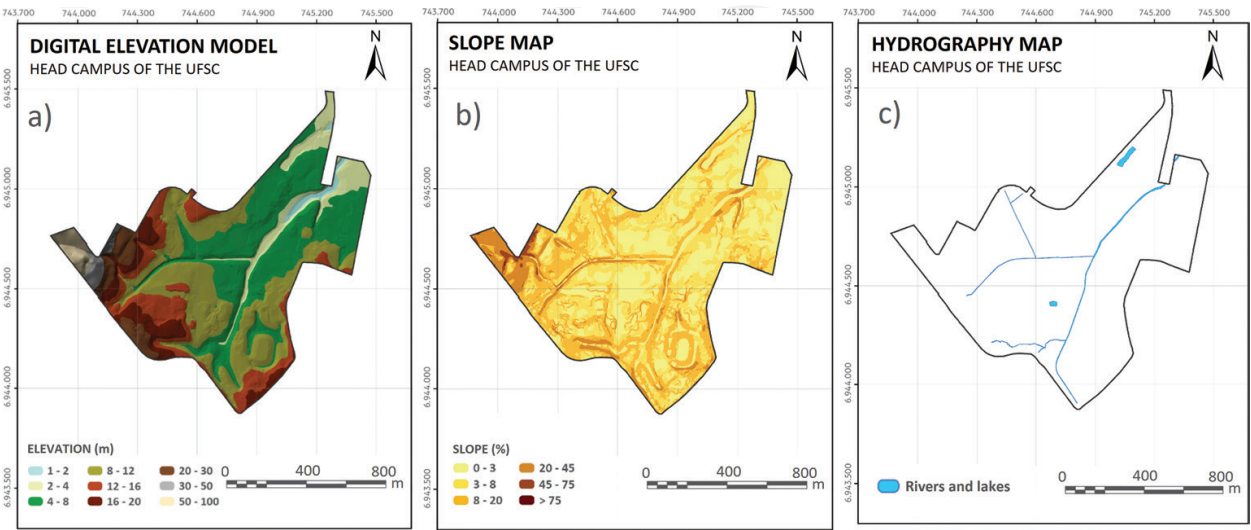 743.700 744.000 744.300 744.600 744.900 745.200 745.500
DIGITAL ELEVATION MODEL
HEAD CAMPUS OF THE UFSC
N
a)
6.945.500
6.945.000
6.944.500
6.944.000
6.943.500
ELEVATION (m)
1 - 2 8 - 12 20 - 30
2 - 4 12 - 16 30 - 50
4 - 8 16 - 20 50 - 100
0 400 800
m
743.700 744.000 744.300 744.600 744.900 745.200 745.500
SLOPE MAP
HEAD CAMPUS OF THE UFSC
N
b)
6.945.500
6.945.000
6.944.500
6.944.000
6.943.500
SLOPE (%)
0 - 3 20 - 45
3 - 8 45 - 75
8 - 20 > 75
0 400 800
m
743.700 744.000 744.300 744.600 744.900 745.200 745.500
HYDROGRAPHY MAP
HEAD CAMPUS OF THE UFSC
N
c)
6.945.500
6.945.000
6.944.500
6.944.000
6.943.500
Rivers and lakes
0 400 800
m